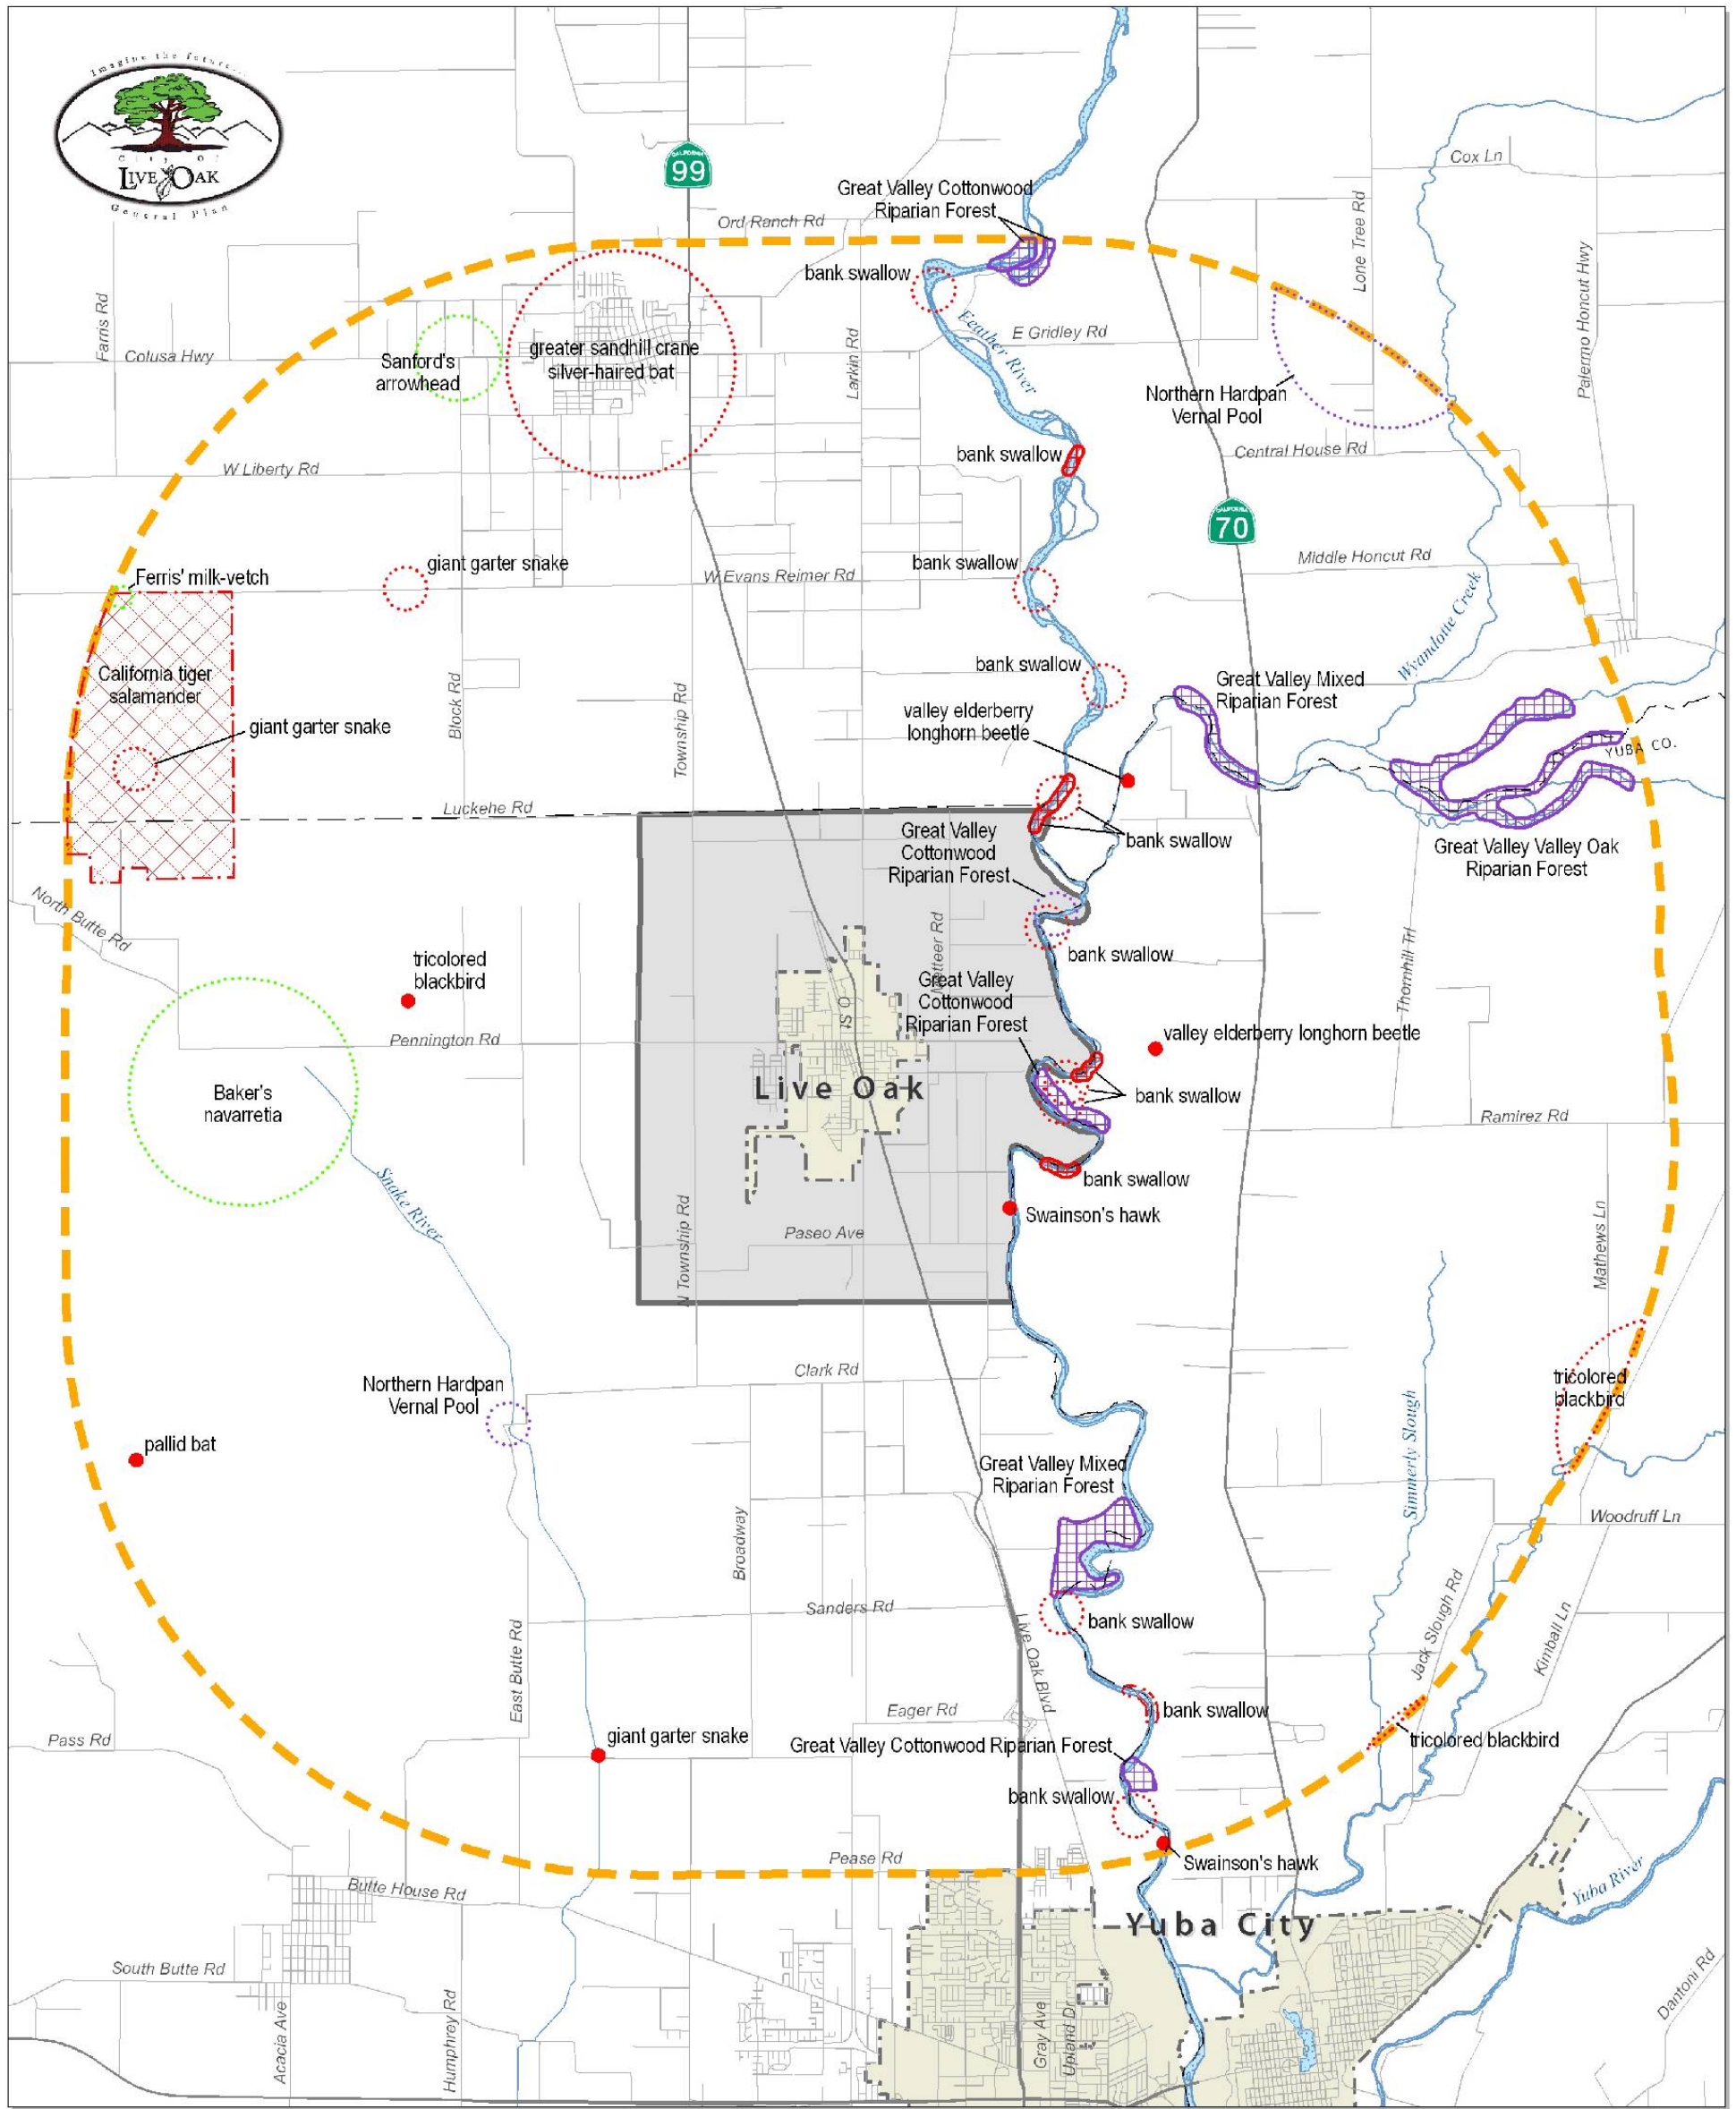 Imagine the future...
City of
LIVE OAK
General Plan
CALIFORNIA
99
Cox Ln
Great Valley Cottonwood
Riparian Forest
Ord Ranch Rd
Lone Tree Rd
Palermo Honcut Hwy
bank swallow
Farris Rd
Colusa Hwy
Sanford's
arrowhead
greater sandhill crane
silver-haired bat
Larkin Rd
Feather River
E Gridley Rd
Northern Hardpan
Vernal Pool
W Liberty Rd
bank swallow
Central House Rd
CALIFORNIA
70
Ferris' milk-vetch
giant garter snake
W Evans Reimer Rd
bank swallow
Middle Honcut Rd
Wyandotte Creek
California tiger
salamander
giant garter snake
Block Rd
Township Rd
bank swallow
valley elderberry
longhorn beetle
Great Valley Mixed
Riparian Forest
YUBA CO.
Luckehe Rd
Great Valley
Cottonwood
Riparian Forest
bank swallow
Great Valley Valley Oak
Riparian Forest
North Butte Rd
tricolored
blackbird
Metteer Rd
bank swallow
Thornhill Trl
Great Valley
Cottonwood
Riparian Forest
O St
Pennington Rd
valley elderberry longhorn beetle
Baker's
navarretia
Live Oak
bank swallow
Ramirez Rd
Snake River
bank swallow
Swainson's hawk
N Township Rd
Paseo Ave
Mathews Ln
Clark Rd
Northern Hardpan
Vernal Pool
tricolored
blackbird
Simmerly Slough
pallid bat
Great Valley Mixed
Riparian Forest
Broadway
Woodruff Ln
Sanders Rd
bank swallow
East Butte Rd
Live Oak Blvd
Jack Slough Rd
Kimball Ln
Eager Rd
bank swallow
Pass Rd
giant garter snake
Great Valley Cottonwood Riparian Forest
tricolored blackbird
bank swallow
Pease Rd
Swainson's hawk
Butte House Rd
Yuba River
Yuba City
South Butte Rd
Acacia Ave
Humphrey Rd
Gray Ave
Upland Dr
Dantoni Rd